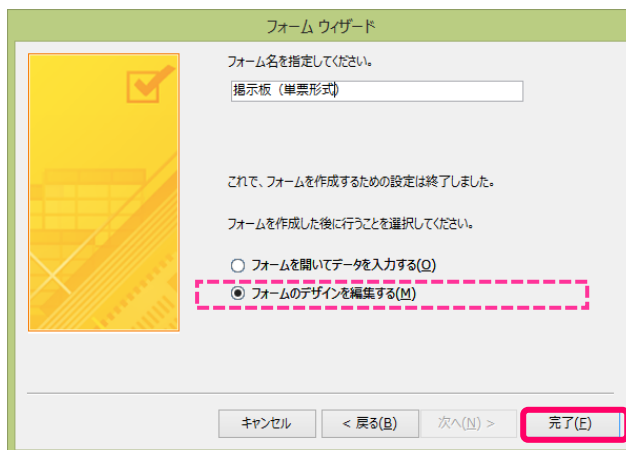 フォーム ウィザード
フォーム名を指定してください。
掲示板（単票形式）
これで、フォームを作成するための設定は終了しました。
フォームを作成した後に行うことを選択してください。
フォームを開いてデータを入力する(O)
フォームのデザインを編集する(M)
キャンセル
< 戻る(B)
次へ(N) >
完了(F)